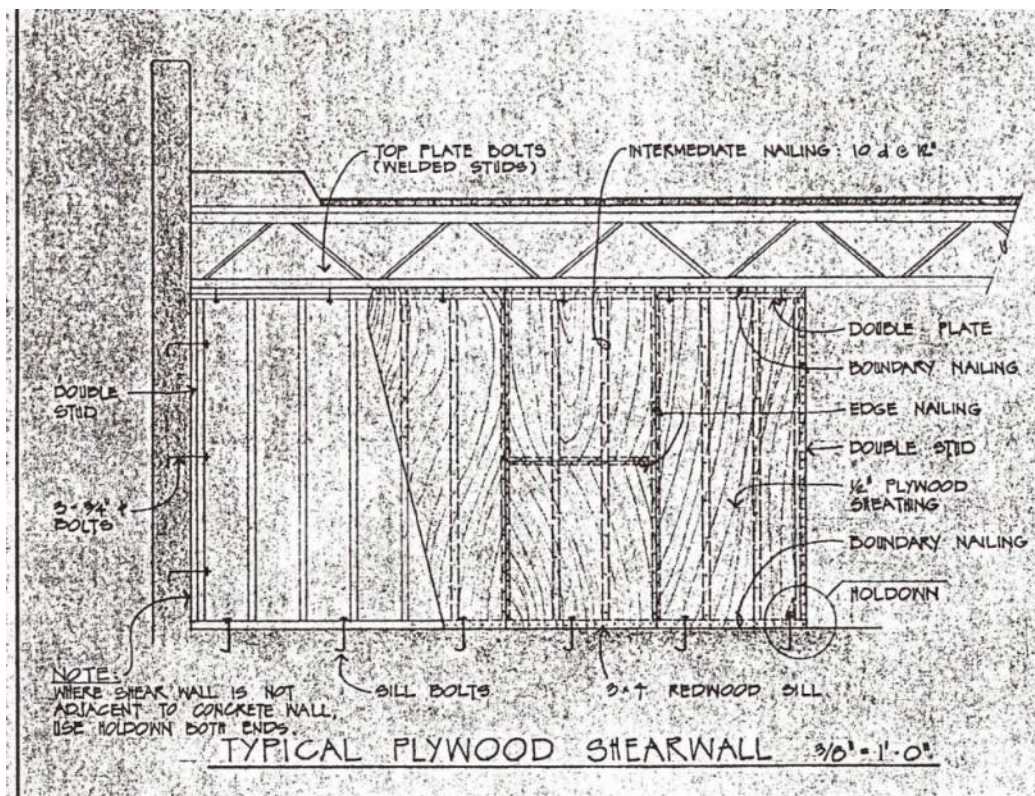 TOP PLATE BOLTS
(WELDED STUDS)
INTERMEDIATE NAILING: 10 d @ 12"
DOUBLE PLATE
BOUNDARY NAILING
DOUBLE
STUD
EDGE NAILING
DOUBLE STUD
3 - 3/4" φ
BOLTS
1/2" PLYWOOD
SHEATHING
BOUNDARY NAILING
HOLDOWN
NOTE:
WHERE SHEAR WALL IS NOT
ADJACENT TO CONCRETE WALL,
USE HOLDOWN BOTH ENDS.
SILL BOLTS
3×4 REDWOOD SILL
TYPICAL PLYWOOD SHEARWALL 3/8" = 1'-0"